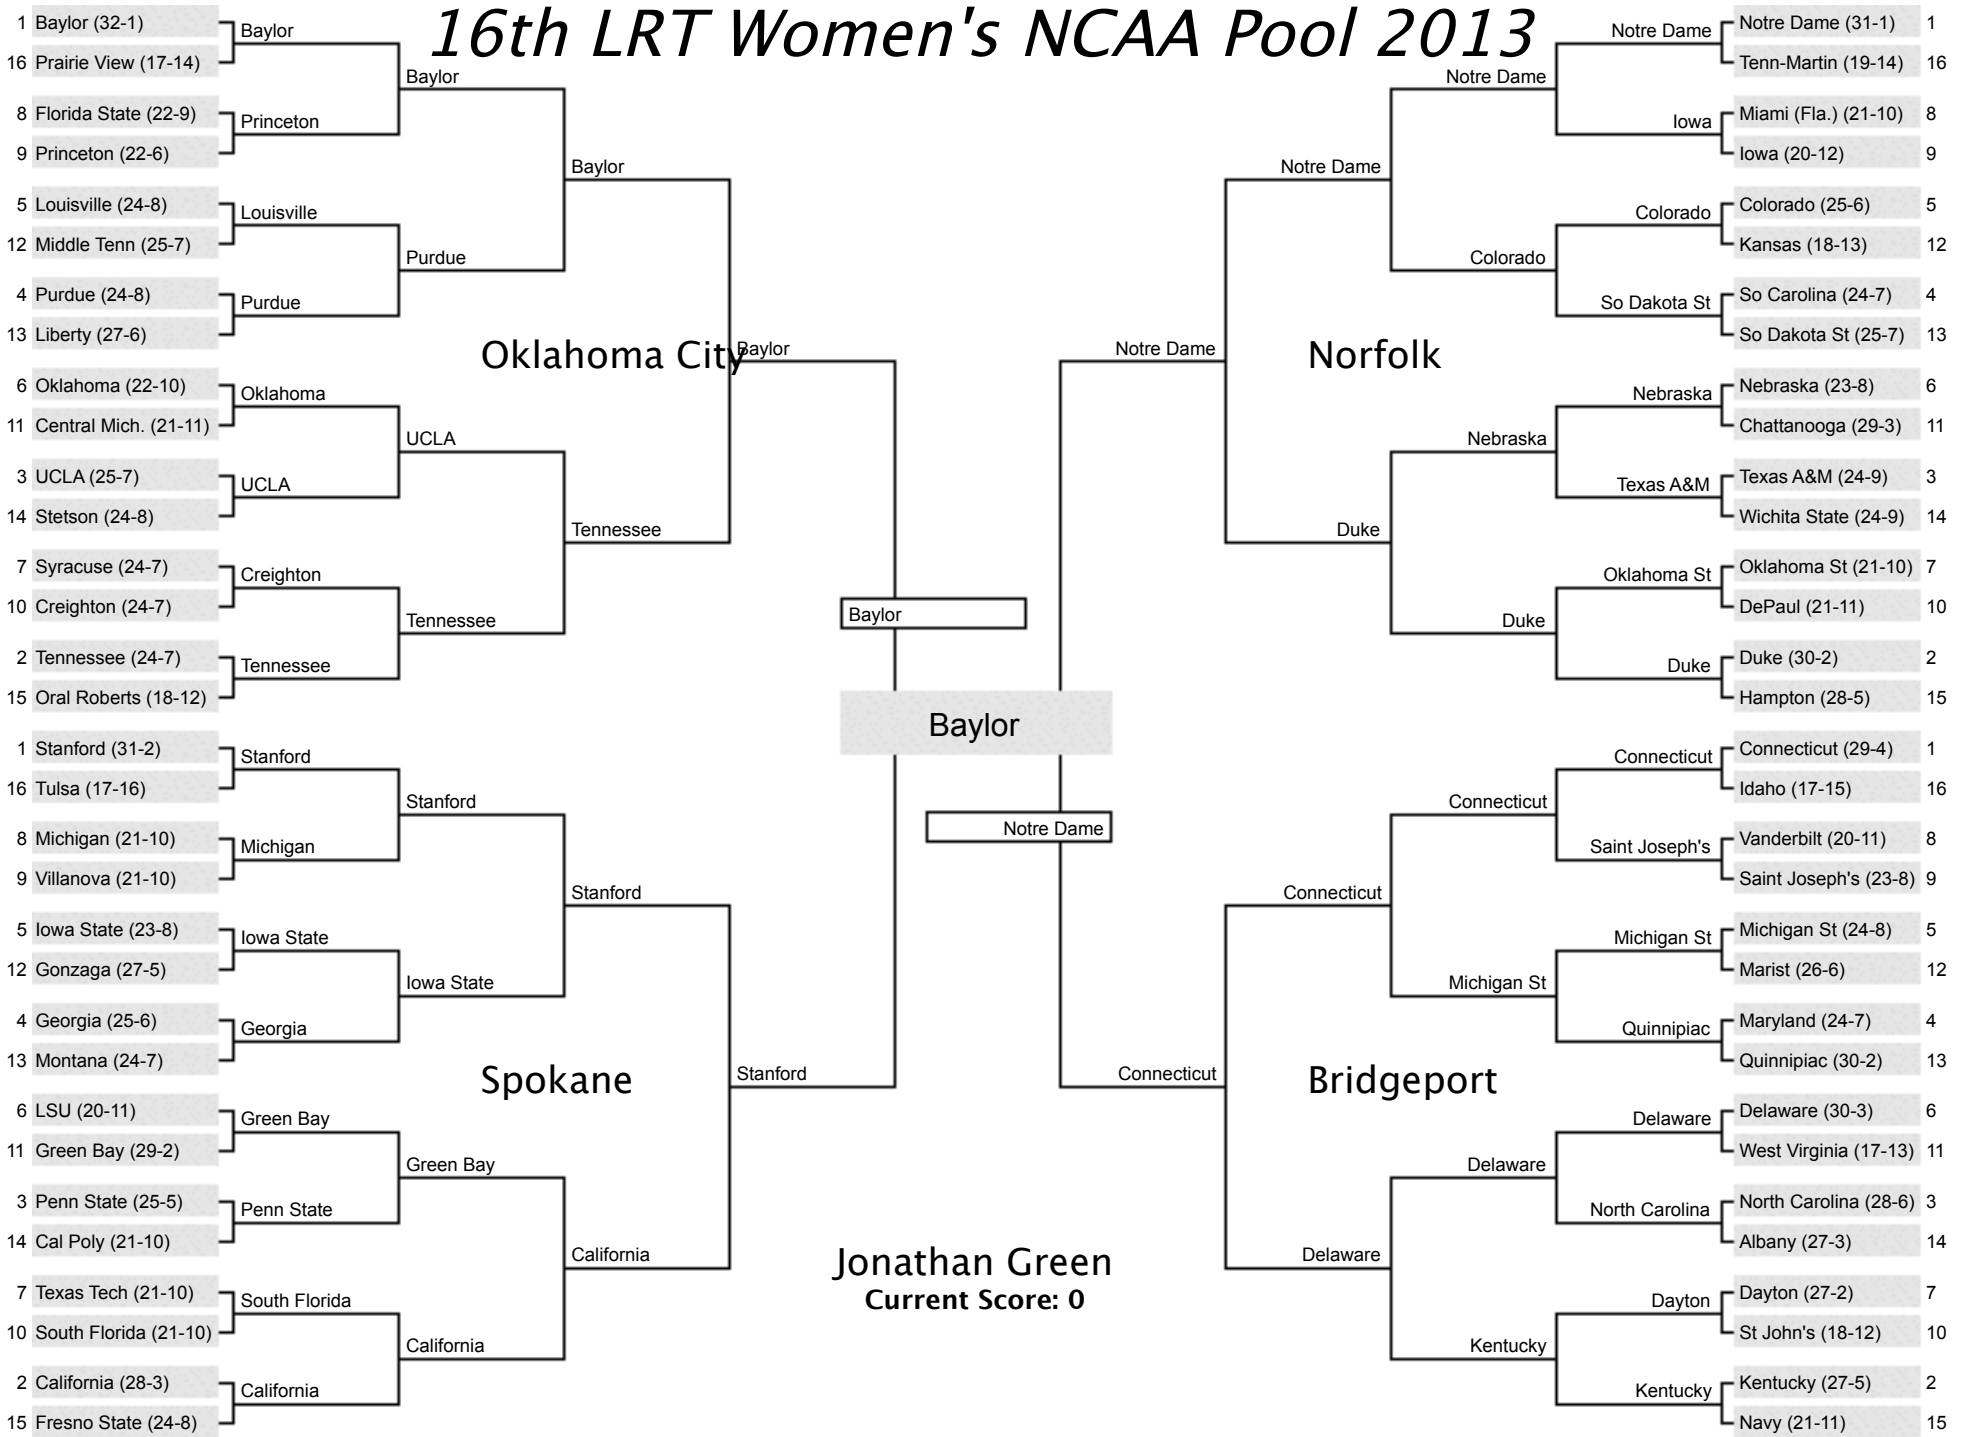 16th LRT Women's NCAA Pool 2013
1 Baylor (32-1)
16 Prairie View (17-14)
8 Florida State (22-9)
9 Princeton (22-6)
5 Louisville (24-8)
12 Middle Tenn (25-7)
4 Purdue (24-8)
13 Liberty (27-6)
6 Oklahoma (22-10)
11 Central Mich. (21-11)
3 UCLA (25-7)
14 Stetson (24-8)
7 Syracuse (24-7)
10 Creighton (24-7)
2 Tennessee (24-7)
15 Oral Roberts (18-12)
Baylor
Princeton
Louisville
Purdue
Oklahoma
UCLA
Creighton
Tennessee
Baylor
Purdue
UCLA
Tennessee
Baylor
Tennessee
Oklahoma City
Baylor
1 Stanford (31-2)
16 Tulsa (17-16)
8 Michigan (21-10)
9 Villanova (21-10)
5 Iowa State (23-8)
12 Gonzaga (27-5)
4 Georgia (25-6)
13 Montana (24-7)
6 LSU (20-11)
11 Green Bay (29-2)
3 Penn State (25-5)
14 Cal Poly (21-10)
7 Texas Tech (21-10)
10 South Florida (21-10)
2 California (28-3)
15 Fresno State (24-8)
Stanford
Michigan
Iowa State
Georgia
Green Bay
Penn State
South Florida
California
Stanford
Iowa State
Green Bay
California
Stanford
California
Spokane
Stanford
Baylor
Baylor
Notre Dame
Notre Dame (31-1) 1
Tenn-Martin (19-14) 16
Miami (Fla.) (21-10) 8
Iowa (20-12) 9
Colorado (25-6) 5
Kansas (18-13) 12
So Carolina (24-7) 4
So Dakota St (25-7) 13
Nebraska (23-8) 6
Chattanooga (29-3) 11
Texas A&M (24-9) 3
Wichita State (24-9) 14
Oklahoma St (21-10) 7
DePaul (21-11) 10
Duke (30-2) 2
Hampton (28-5) 15
Notre Dame
Iowa
Colorado
So Dakota St
Nebraska
Texas A&M
Oklahoma St
Duke
Notre Dame
Colorado
Nebraska
Duke
Notre Dame
Duke
Norfolk
Notre Dame
Connecticut (29-4) 1
Idaho (17-15) 16
Vanderbilt (20-11) 8
Saint Joseph's (23-8) 9
Michigan St (24-8) 5
Marist (26-6) 12
Maryland (24-7) 4
Quinnipiac (30-2) 13
Delaware (30-3) 6
West Virginia (17-13) 11
North Carolina (28-6) 3
Albany (27-3) 14
Dayton (27-2) 7
St John's (18-12) 10
Kentucky (27-5) 2
Navy (21-11) 15
Connecticut
Saint Joseph's
Michigan St
Quinnipiac
Delaware
North Carolina
Dayton
Kentucky
Connecticut
Michigan St
Delaware
Kentucky
Connecticut
Delaware
Bridgeport
Connecticut
Jonathan Green
Current Score: 0